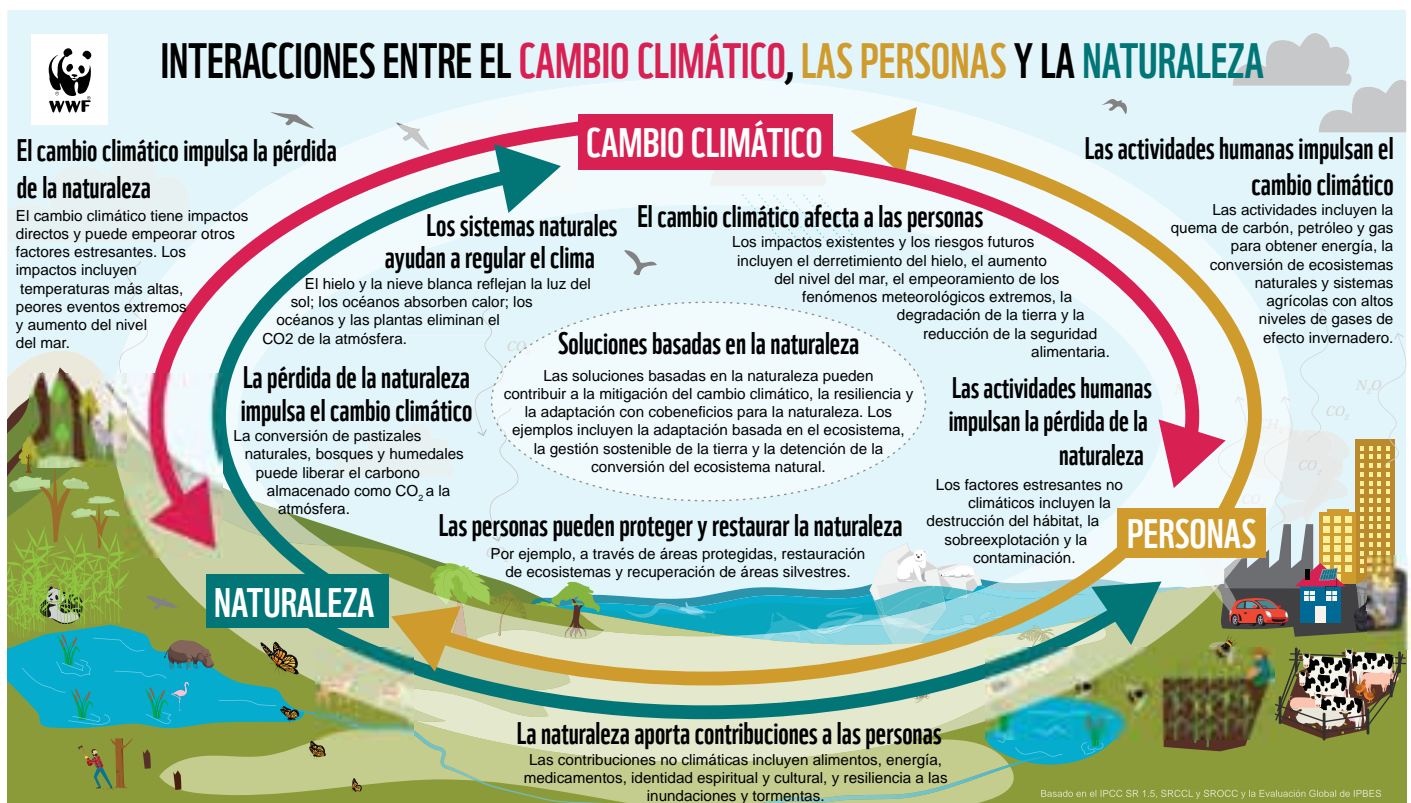 INTERACCIONES ENTRE EL CAMBIO CLIMÁTICO, LAS PERSONAS Y LA NATURALEZA
WWF
CAMBIO CLIMÁTICO
El cambio climático impulsa la pérdida
de la naturaleza
El cambio climático tiene impactos
directos y puede empeorar otros
factores estresantes. Los
impactos incluyen
temperaturas más altas,
peores eventos extremos
y aumento del nivel
del mar.
Los sistemas naturales
ayudan a regular el clima
El hielo y la nieve blanca reflejan la luz del
sol; los océanos absorben calor; los
océanos y las plantas eliminan el
CO2 de la atmósfera.
El cambio climático afecta a las personas
Los impactos existentes y los riesgos futuros
incluyen el derretimiento del hielo, el aumento
del nivel del mar, el empeoramiento de los
fenómenos meteorológicos extremos, la
degradación de la tierra y la
reducción de la seguridad
alimentaria.
Las actividades humanas impulsan el
cambio climático
Las actividades incluyen la
quema de carbón, petróleo y gas
para obtener energía, la
conversión de ecosistemas
naturales y sistemas
agrícolas con altos
niveles de gases de
efecto invernadero.
La pérdida de la naturaleza
impulsa el cambio climático
La conversión de pastizales
naturales, bosques y humedales
puede liberar el carbono
almacenado como CO₂ a la
atmósfera.
Soluciones basadas en la naturaleza
Las soluciones basadas en la naturaleza pueden
contribuir a la mitigación del cambio climático, la resiliencia y
la adaptación con cobeneficios para la naturaleza. Los
ejemplos incluyen la adaptación basada en el ecosistema,
la gestión sostenible de la tierra y la detención de la
conversión del ecosistema natural.
Las actividades humanas
impulsan la pérdida de la
naturaleza
Los factores estresantes no
climáticos incluyen la
destrucción del hábitat, la
sobreexplotación y la
contaminación.
N₂O
CO₂
CO₂
Las personas pueden proteger y restaurar la naturaleza
Por ejemplo, a través de áreas protegidas, restauración
de ecosistemas y recuperación de áreas silvestres.
PERSONAS
NATURALEZA
La naturaleza aporta contribuciones a las personas
Las contribuciones no climáticas incluyen alimentos, energía,
medicamentos, identidad espiritual y cultural, y resiliencia a las
inundaciones y tormentas.
Basado en el IPCC SR 1.5, SRCCL y SROCC y la Evaluación Global de IPBES